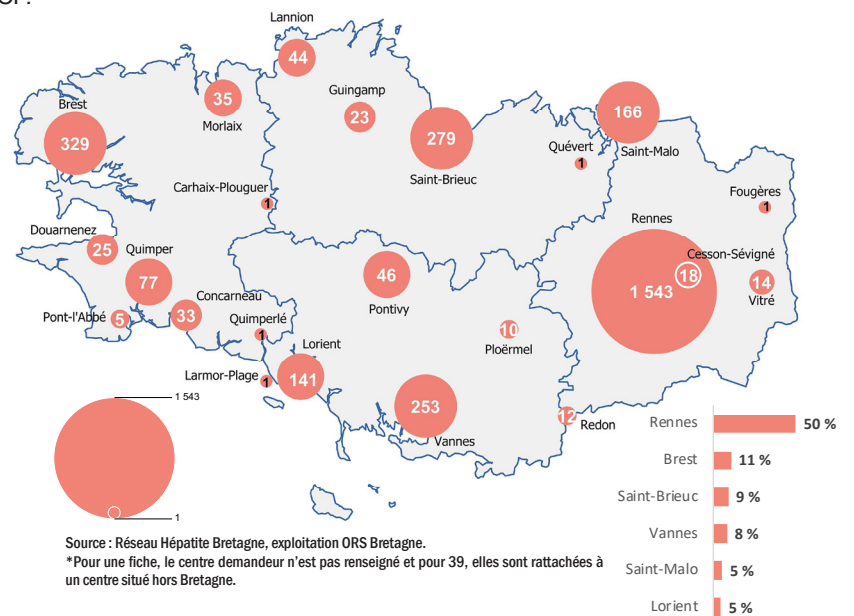 Lannion
44
35
Morlaix
Guingamp
23
Brest
329
279
Saint-Brieuc
166
Saint-Malo
Quévert
1
Carhaix-Plouguer
1
Fougères
1
Rennes
1 543
Cesson-Sévigné
18
14
Vitré
Douarnenez
25
Quimper
77
Concarneau
33
Pont-l'Abbé
5
Quimperlé
1
Larmor-Plage
1
Lorient
141
46
Pontivy
10
Ploërmel
253
Vannes
12
Redon
1 543
1
Rennes 50 %
Brest 11 %
Saint-Brieuc 9 %
Vannes 8 %
Saint-Malo 5 %
Lorient 5 %
Source : Réseau Hépatite Bretagne, exploitation ORS Bretagne.
*Pour une fiche, le centre demandeur n'est pas renseigné et pour 39, elles sont rattachées à
un centre situé hors Bretagne.